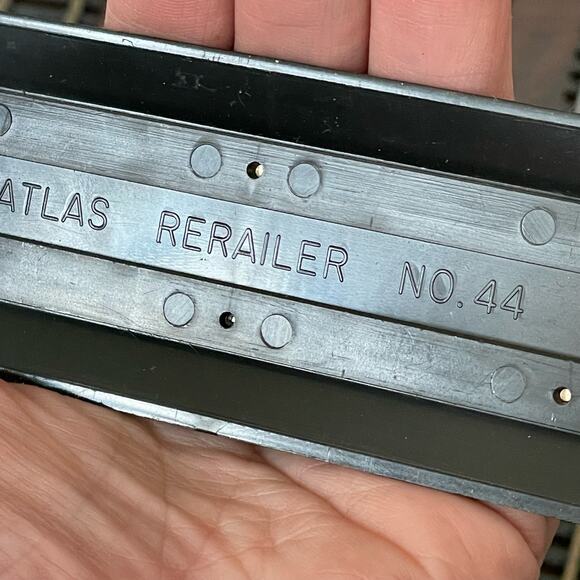 ATLAS RERAILER NO. 44